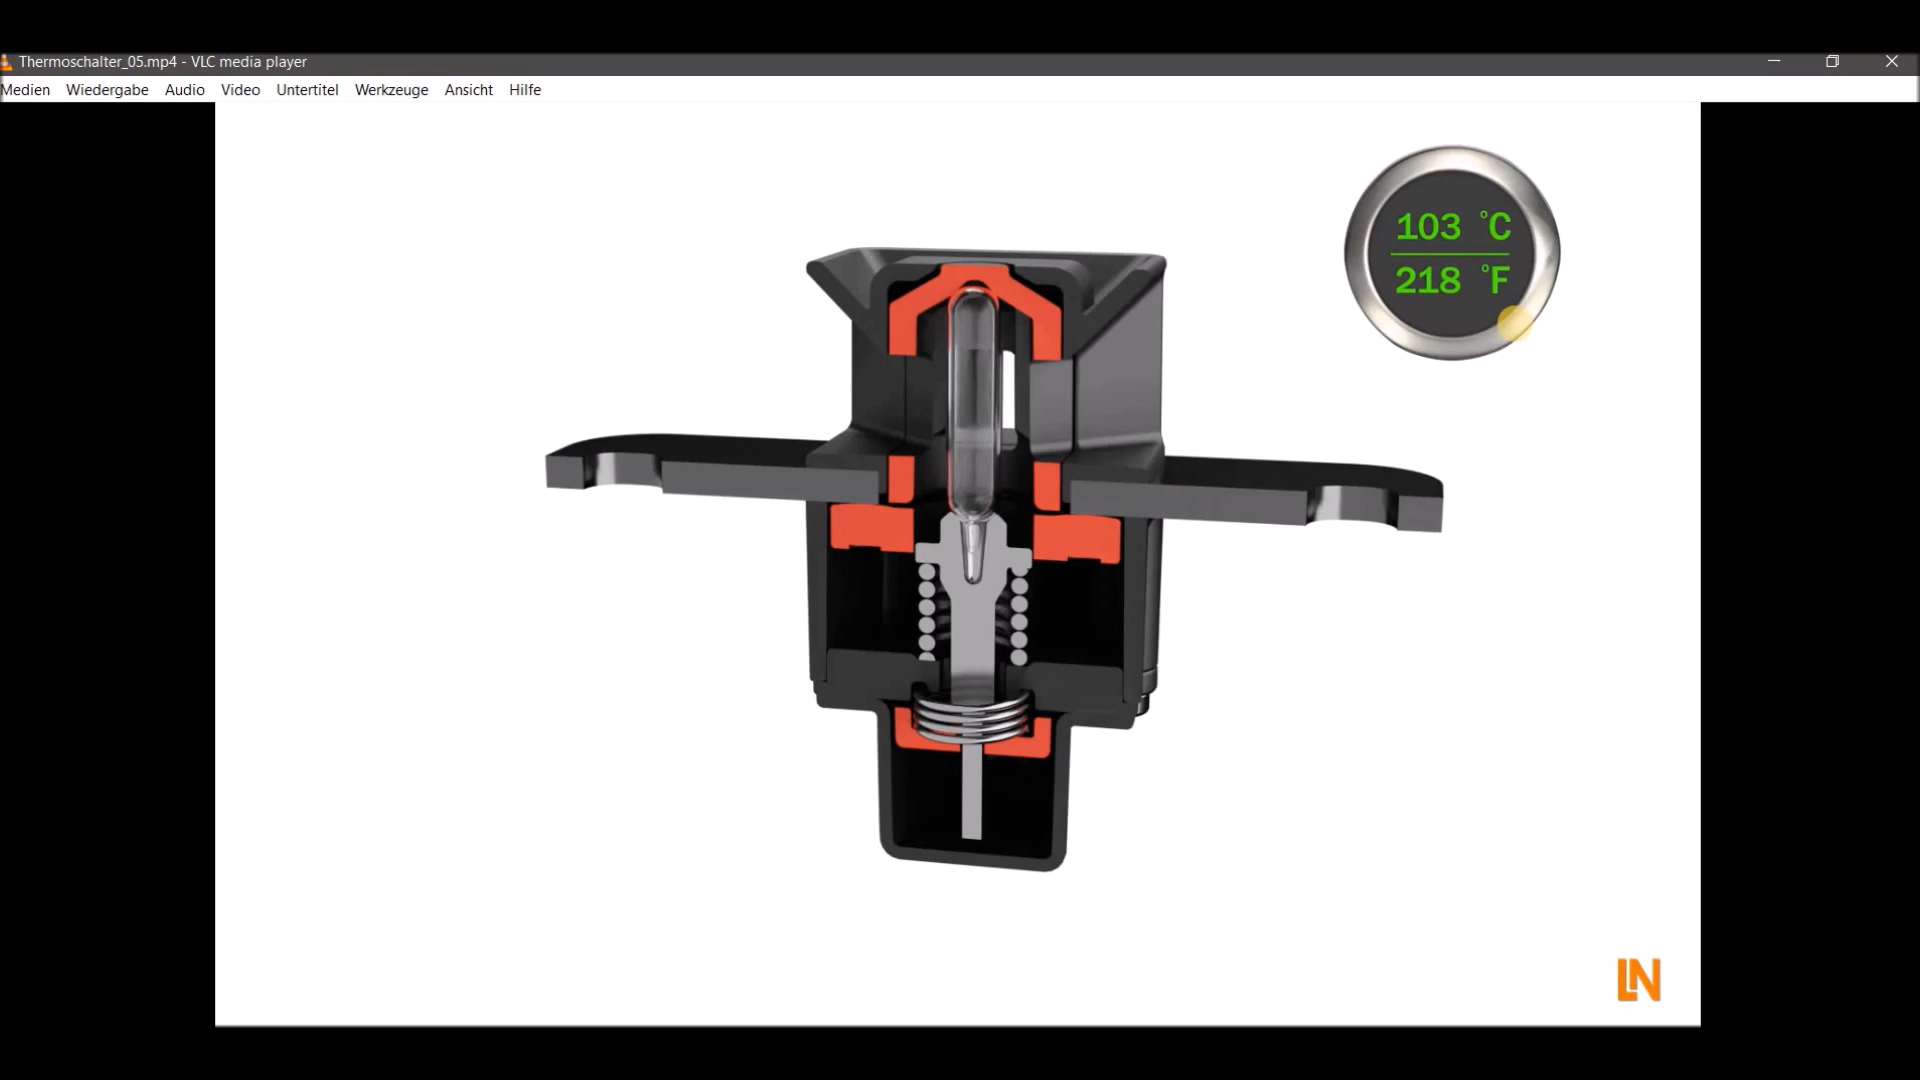 Thermoschalter_05.mp4 - VLC media player
Medien Wiedergabe Audio Video Untertitel Werkzeuge Ansicht Hilfe
103 °C
218 °F
LN